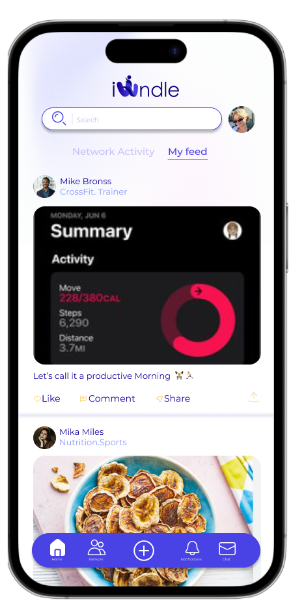 iWndle
Search
Network Activity My feed
Mike Bronss
CrossFit. Trainer
MONDAY, JUN 6
Summary
Activity
Move
228/380CAL
Steps
6,290
Distance
3.7MI
Let's call it a productive Morning
Like Comment Share
Mika Miles
Nutrition.Sports
Home Network Notifications Chat